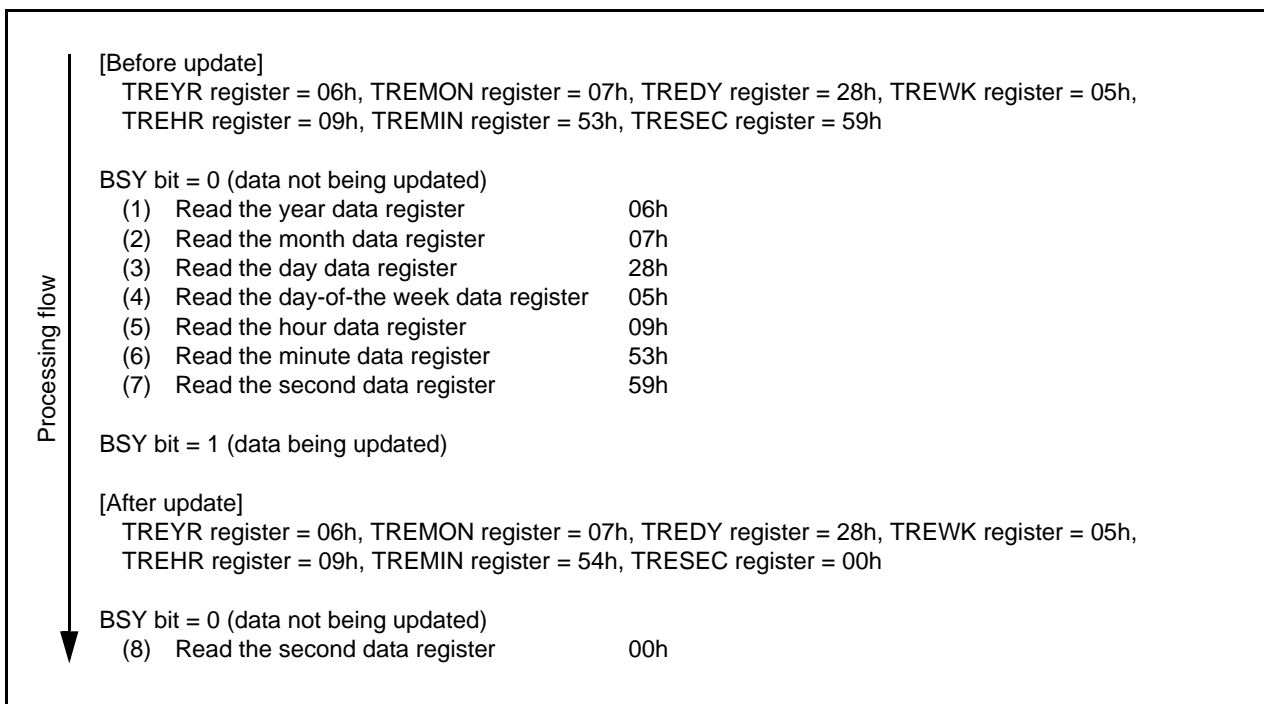 Processing flow
[Before update]
TREYR register = 06h, TREMON register = 07h, TREDY register = 28h, TREWK register = 05h,
TREHR register = 09h, TREMIN register = 53h, TRESEC register = 59h
BSY bit = 0 (data not being updated)
(1) Read the year data register 06h
(2) Read the month data register 07h
(3) Read the day data register 28h
(4) Read the day-of-the week data register 05h
(5) Read the hour data register 09h
(6) Read the minute data register 53h
(7) Read the second data register 59h
BSY bit = 1 (data being updated)
[After update]
TREYR register = 06h, TREMON register = 07h, TREDY register = 28h, TREWK register = 05h,
TREHR register = 09h, TREMIN register = 54h, TRESEC register = 00h
BSY bit = 0 (data not being updated)
(8) Read the second data register 00h